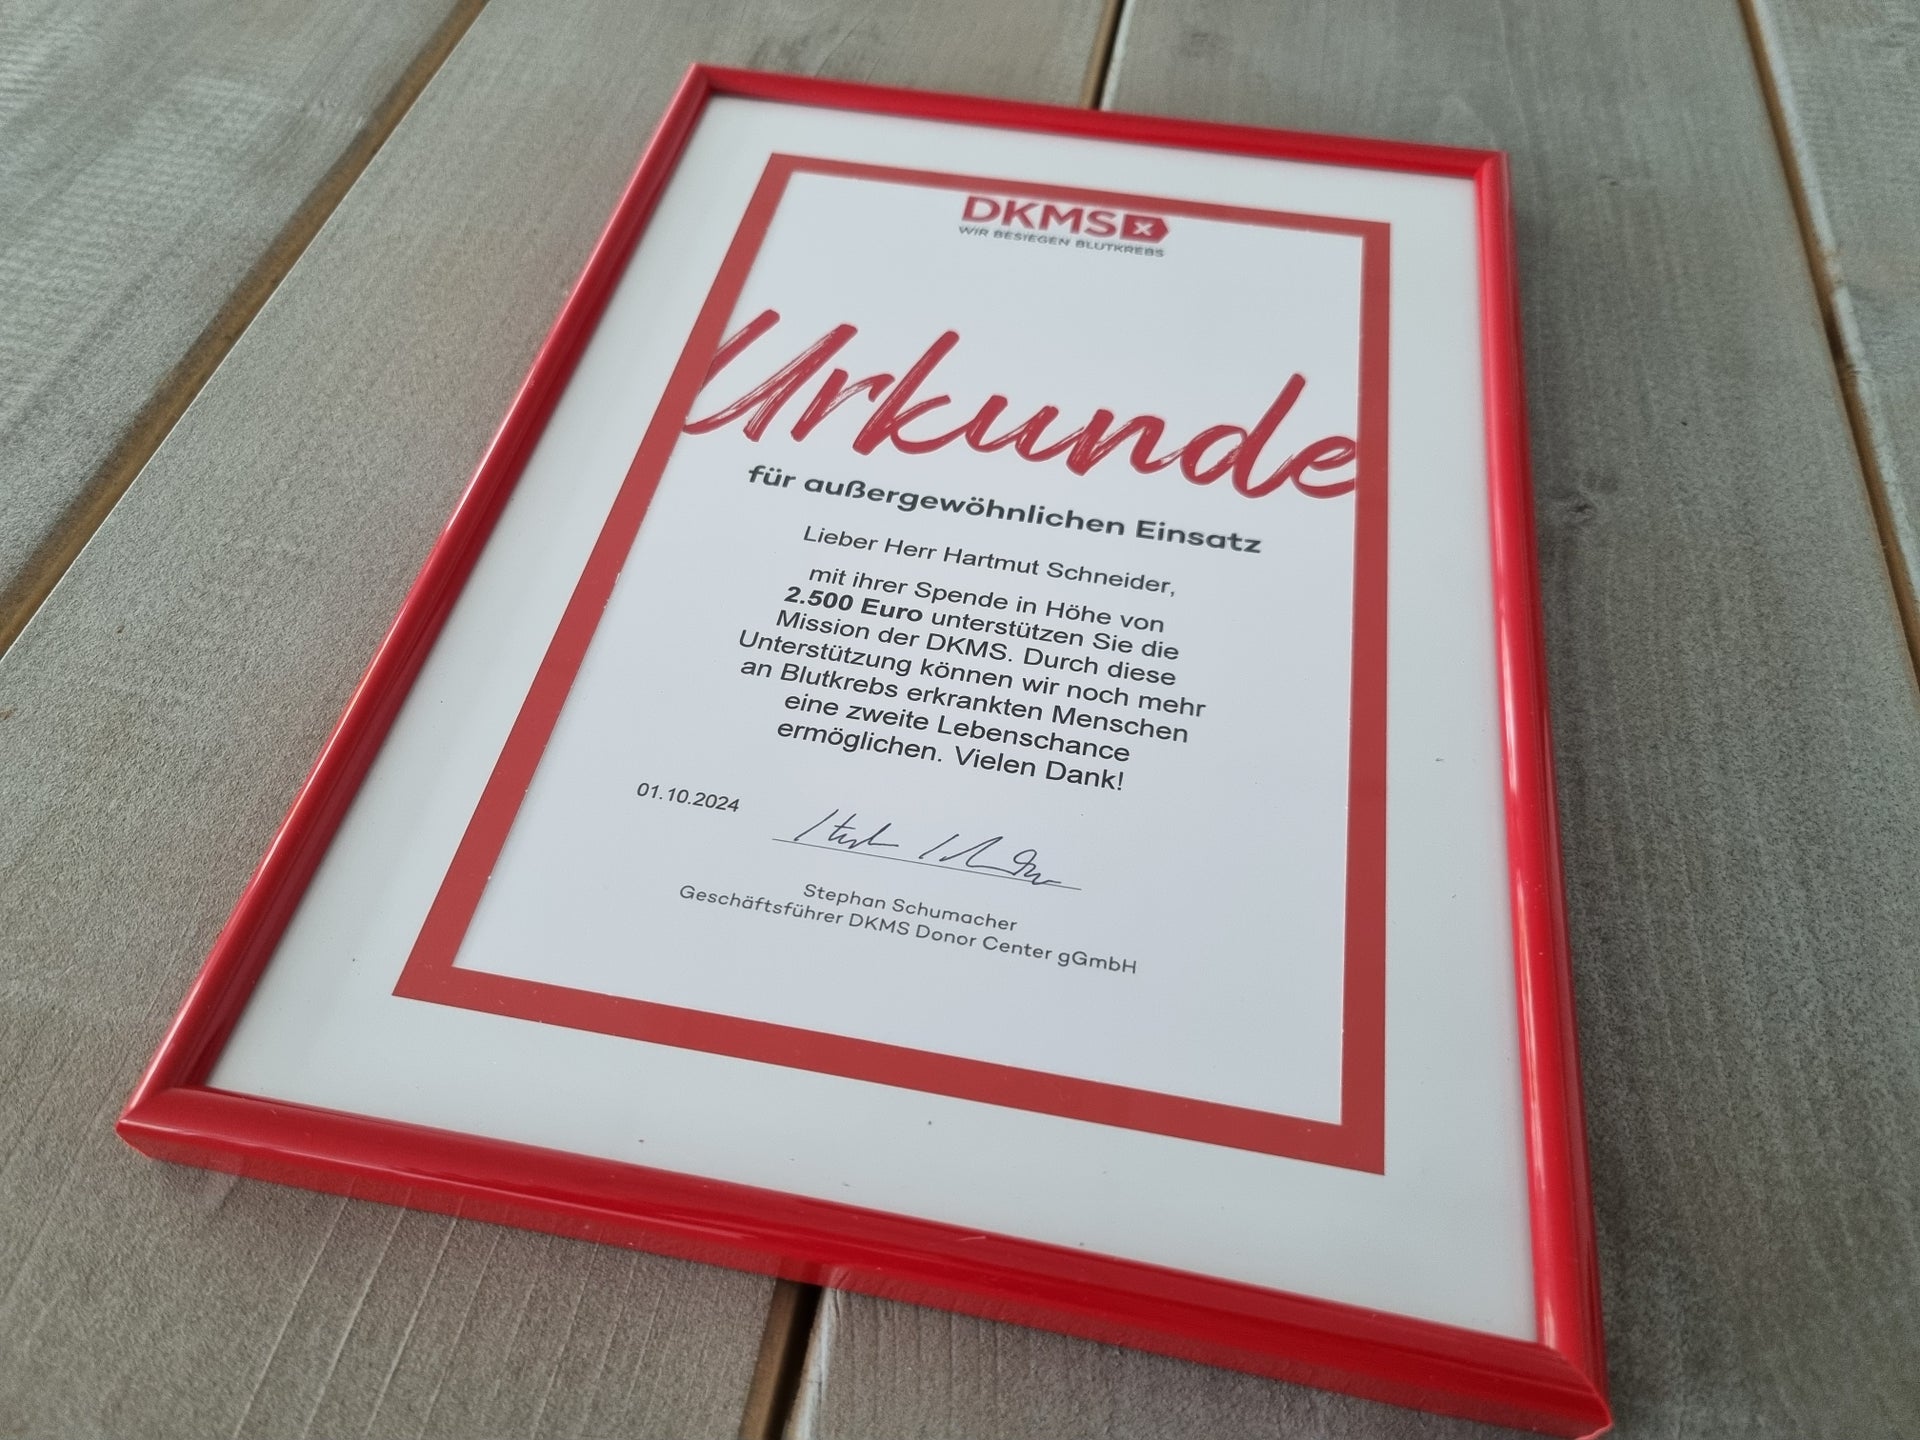 DKMS
WIR BESIEGEN BLUTKREBS
Urkunde
für außergewöhnlichen Einsatz
Lieber Herr Hartmut Schneider,
mit ihrer Spende in Höhe von
2.500 Euro unterstützen Sie die
Mission der DKMS. Durch diese
Unterstützung können wir noch mehr
an Blutkrebs erkrankten Menschen
eine zweite Lebenschance
ermöglichen. Vielen Dank!
01.10.2024
Stephan Schumacher
Geschäftsführer DKMS Donor Center gGmbH